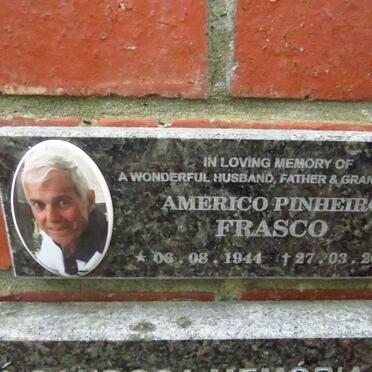 IN LOVING MEMORY OF
A WONDERFUL HUSBAND, FATHER & GRAN
AMERICO PINHEIRO
FRASCO
★ 06.08.1944 † 27.03.2